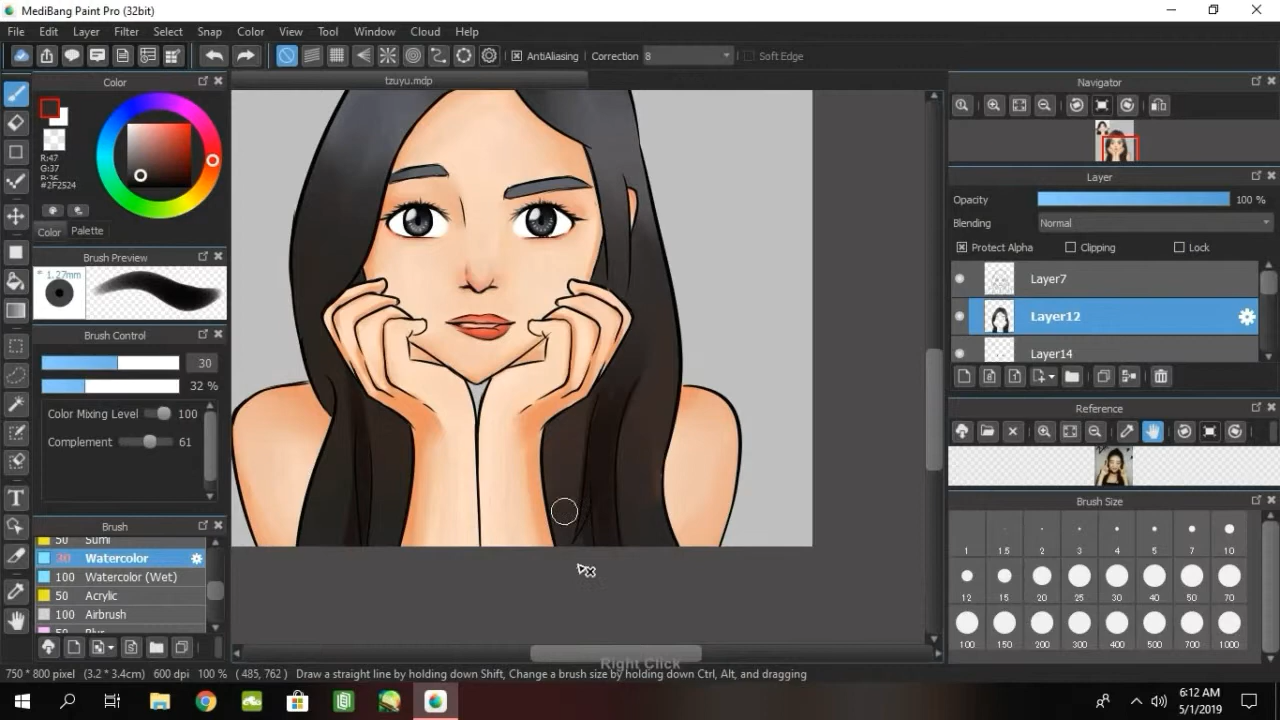 MediBang Paint Pro (32bit)
File Edit Layer Filter Select Snap Color View Tool Window Cloud Help
AntiAliasing Correction 8 Soft Edge
Color
tzuyu.mdp
Navigator
R:47
G:37
B:36
#2F2524
Color Palette
Layer
Opacity 100 %
Blending Normal
Protect Alpha Clipping Lock
Brush Preview
1.27mm
Layer7
Layer12
Layer14
Brush Control
30
32 %
Color Mixing Level 100
Complement 61
Reference
Brush
50 Sumi
30 Watercolor
100 Watercolor (Wet)
50 Acrylic
100 Airbrush
50 Blur
Brush Size
1 1.5 2 3 4 5 7 10
12 15 20 25 30 40 50 70
100 150 200 300 400 500 700 1000
Right Click
750 * 800 pixel (3.2 * 3.4cm) 600 dpi 100 % ( 485, 762 ) Draw a straight line by holding down Shift, Change a brush size by holding down Ctrl, Alt, and dragging
6:12 AM
5/1/2019